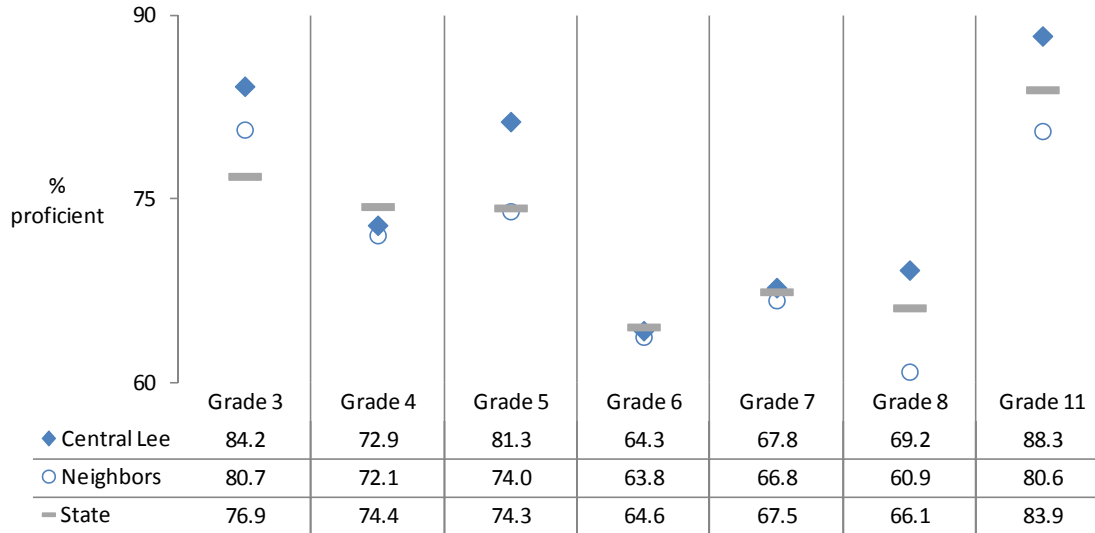 90
75
60
%
proficient
Grade 3 Grade 4 Grade 5 Grade 6 Grade 7 Grade 8 Grade 11
Central Lee 84.2 72.9 81.3 64.3 67.8 69.2 88.3
Neighbors 80.7 72.1 74.0 63.8 66.8 60.9 80.6
State 76.9 74.4 74.3 64.6 67.5 66.1 83.9